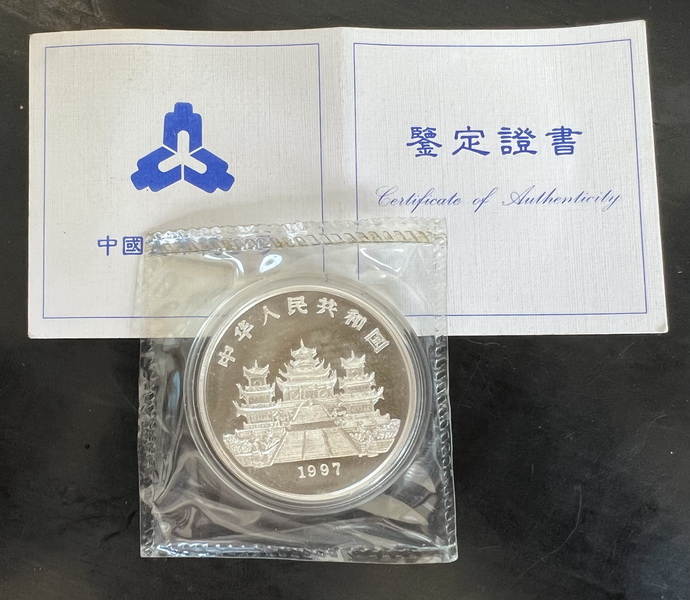 鑒定證書
Certificate of Authenticity
中國
中华人民共和国
1997